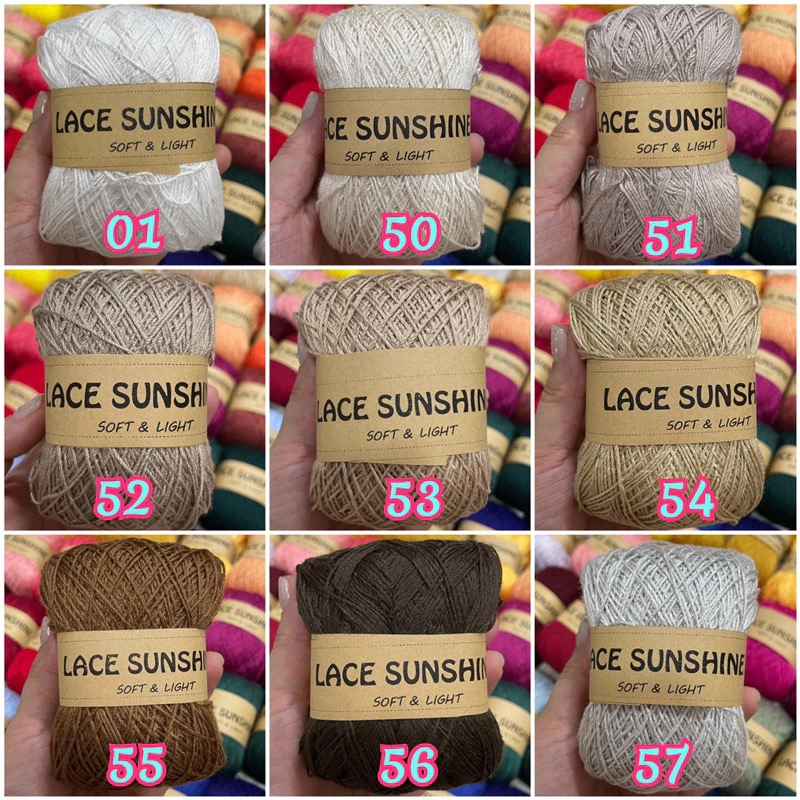 LACE SUNSHIN
SOFT & LIGHT
01
ACE SUNSHINE
SOFT & LIGHT
50
ACE SUNSHIN
SOFT & LIGHT
51
LACE SUNSHIN
SOFT & LIGHT
52
LACE SUNSHIN
SOFT & LIGHT
53
LACE SUNSH
SOFT & LIGHT
54
LACE SUNSHI
SOFT & LIGHT
55
LACE SUNSHIN
SOFT & LIGHT
56
ACE SUNSHINE
SOFT & LIGHT
57